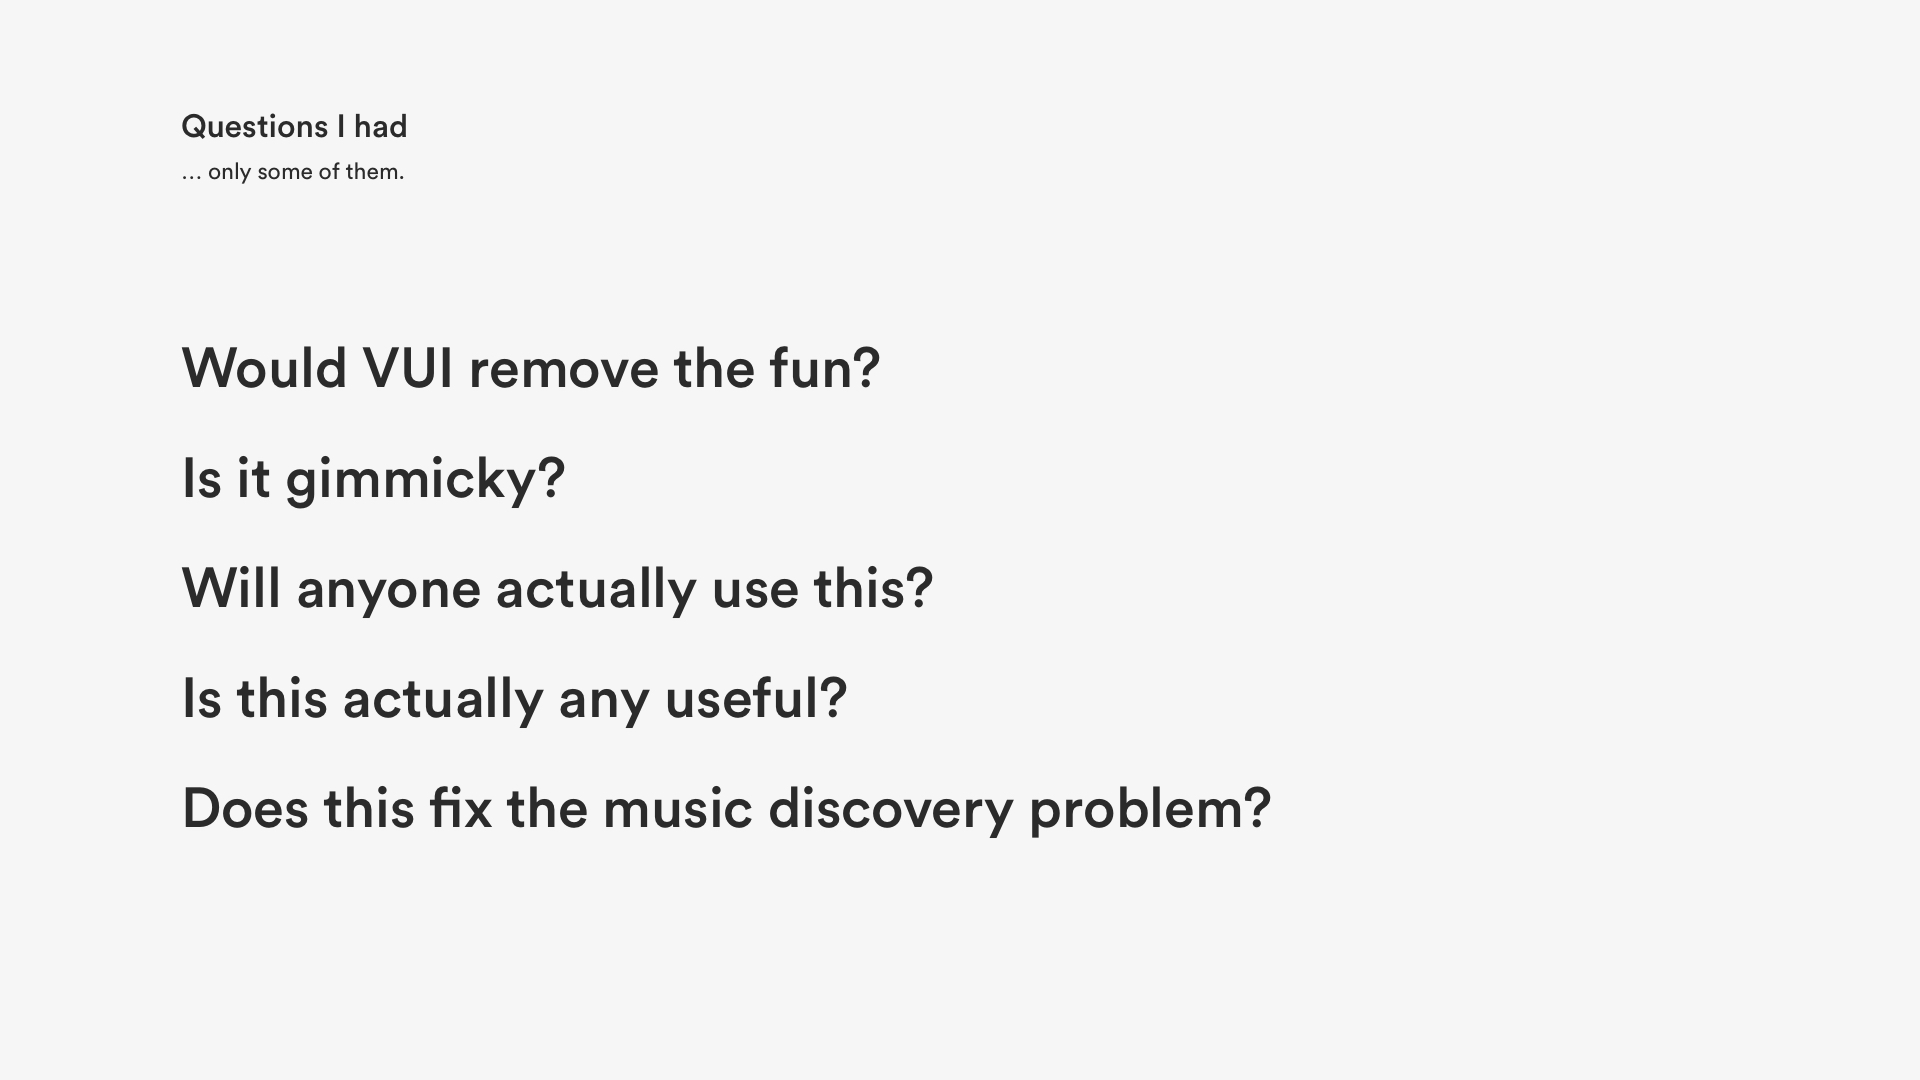 Questions I had
... only some of them.
Would VUI remove the fun?
Is it gimmicky?
Will anyone actually use this?
Is this actually any useful?
Does this fix the music discovery problem?